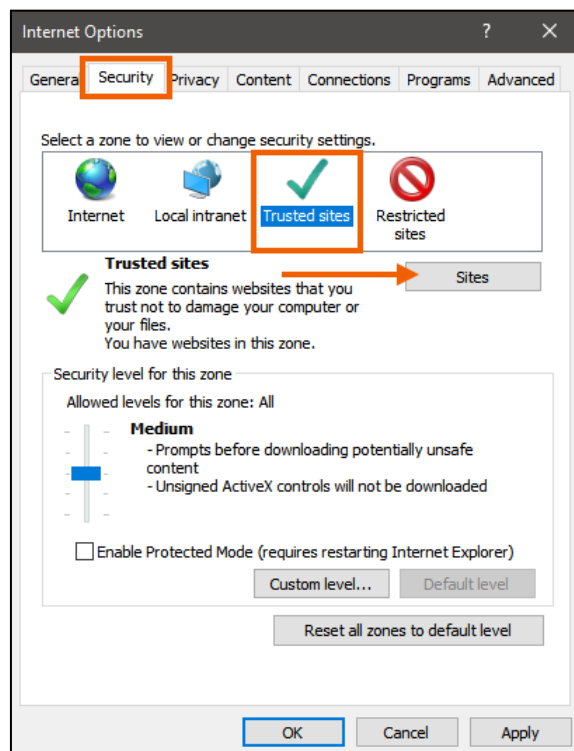 Internet Options
?
General Security Privacy Content Connections Programs Advanced
Select a zone to view or change security settings.
Internet Local intranet Trusted sites Restricted
sites
Trusted sites
Sites
This zone contains websites that you
trust not to damage your computer or
your files.
You have websites in this zone.
Security level for this zone
Allowed levels for this zone: All
Medium
- Prompts before downloading potentially unsafe
content
- Unsigned ActiveX controls will not be downloaded
Enable Protected Mode (requires restarting Internet Explorer)
Custom level... Default level
Reset all zones to default level
OK Cancel Apply